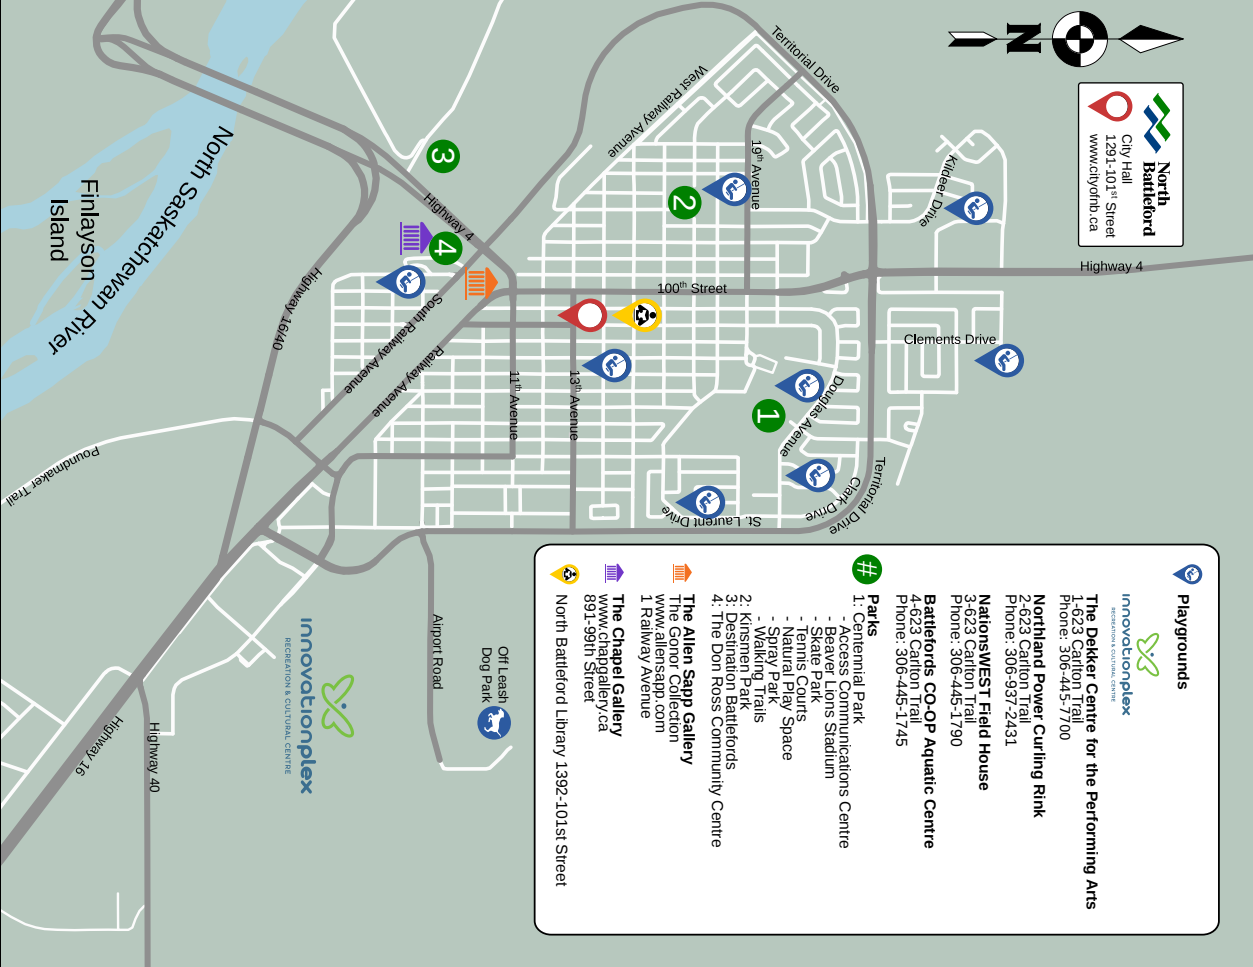 N
North
Battleford
City Hall
1291-101st Street
www.cityofnb.ca
Highway 4
Kildeer Drive
Clements Drive
Territorial Drive
Territorial Drive
Clark Drive
Douglas Avenue
St. Laurent Drive
19th Avenue
West Railway Avenue
100th Street
13th Avenue
11th Avenue
Highway 4
South Railway Avenue
Railway Avenue
Highway 16/40
North Saskatchewan River
Finlayson
Island
Poundmaker Trail
Airport Road
Off Leash
Dog Park
innovationplex
RECREATION & CULTURAL CENTRE
Highway 40
Highway 16
1
2
3
4
Playgrounds
innovationplex
RECREATION & CULTURAL CENTRE
The Dekker Centre for the Performing Arts
1-623 Carlton Trail
Phone: 306-445-7700
Northland Power Curling Rink
2-623 Carlton Trail
Phone: 306-937-2431
NationsWEST Field House
3-623 Carlton Trail
Phone: 306-445-1790
Battlefords CO-OP Aquatic Centre
4-623 Carlton Trail
Phone: 306-445-1745
#
Parks
1: Centennial Park
- Access Communications Centre
- Beaver Lions Stadium
- Skate Park
- Tennis Courts
- Natural Play Space
- Spray Park
- Walking Trails
2: Kinsmen Park
3: Destination Battlefords
4: The Don Ross Community Centre
The Allen Sapp Gallery
The Gonor Collection
www.allensapp.com
1 Railway Avenue
The Chapel Gallery
www.chapgallery.ca
891-99th Street
North Battleford Library 1392-101st Street